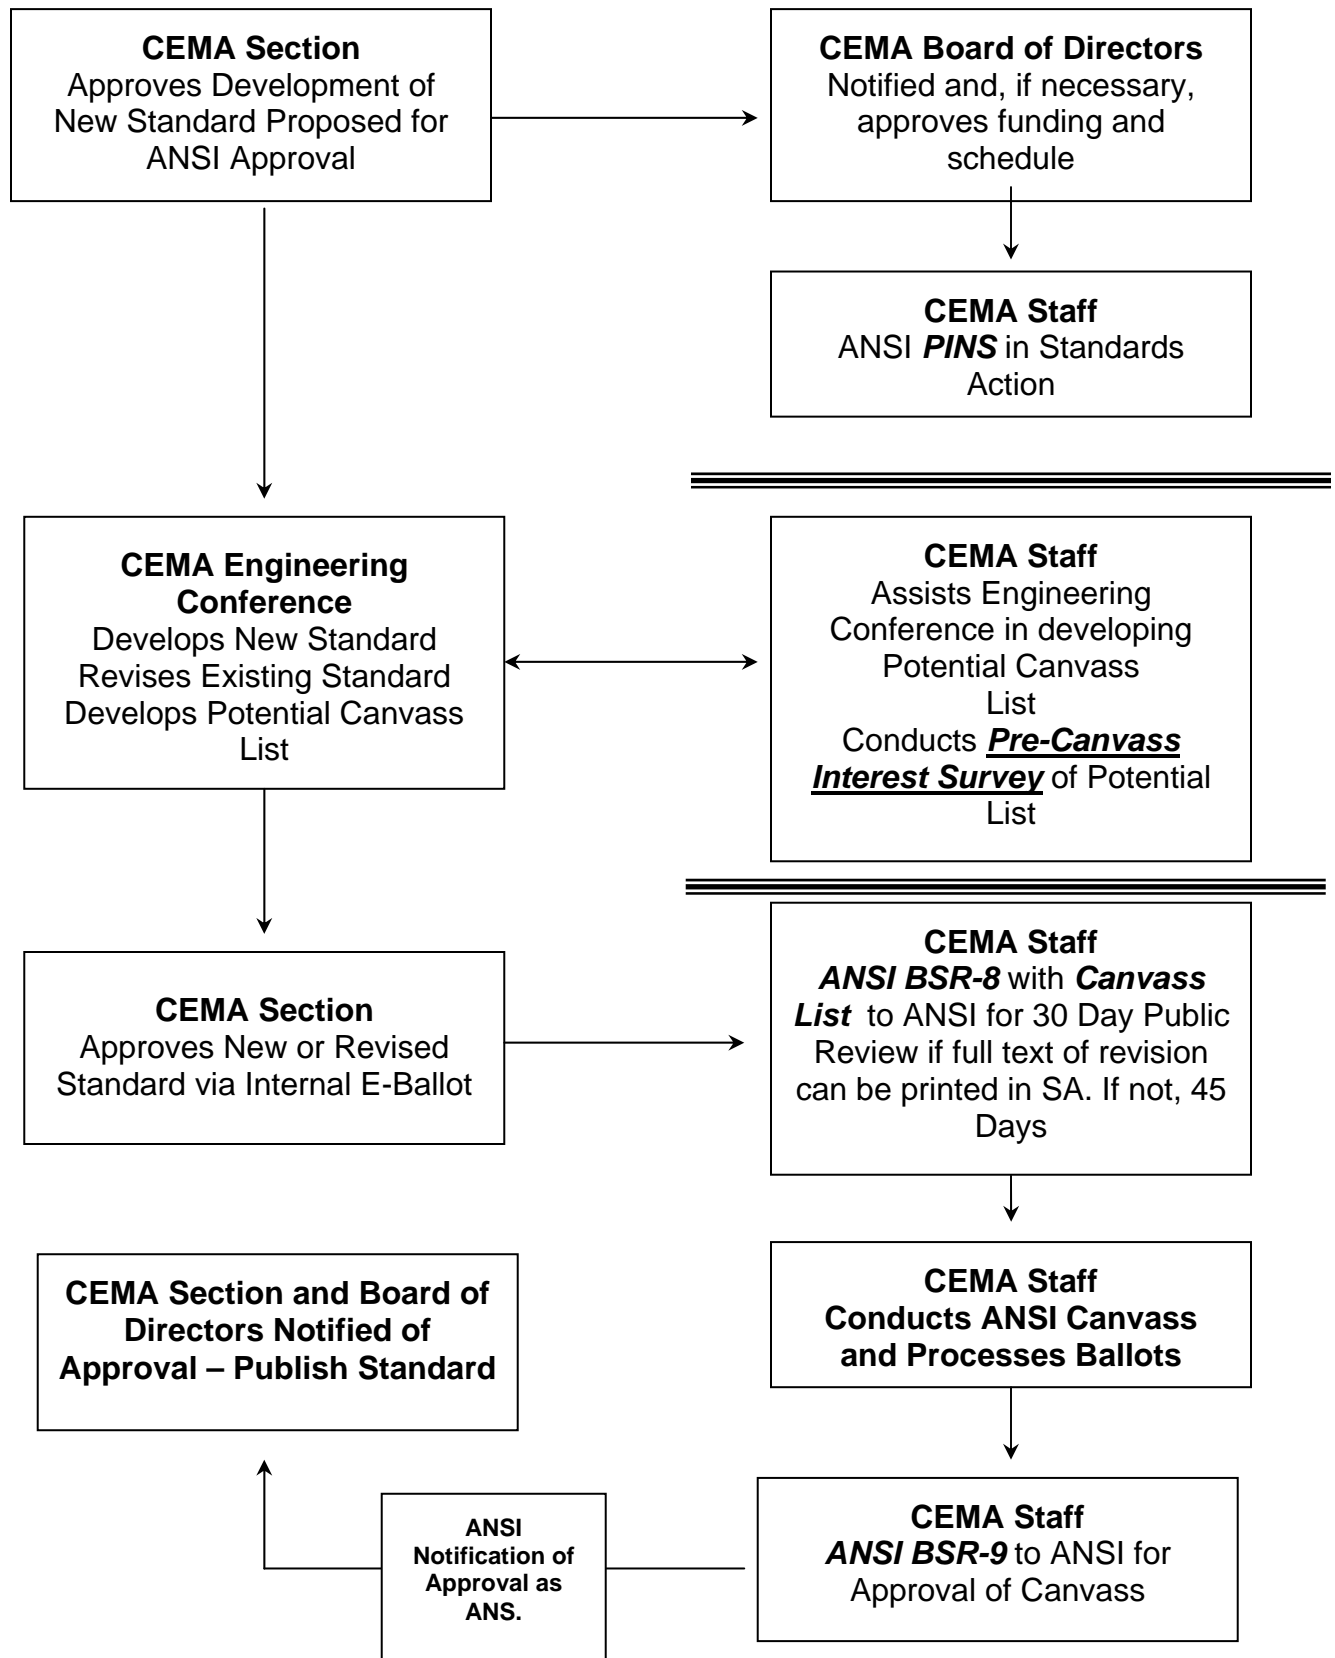 CEMA Section
Approves Development of
New Standard Proposed for
ANSI Approval
CEMA Board of Directors
Notified and, if necessary,
approves funding and
schedule
CEMA Staff
ANSI PINS in Standards
Action
CEMA Engineering
Conference
Develops New Standard
Revises Existing Standard
Develops Potential Canvass
List
CEMA Staff
Assists Engineering
Conference in developing
Potential Canvass
List
Conducts Pre-Canvass
Interest Survey of Potential
List
CEMA Section
Approves New or Revised
Standard via Internal E-Ballot
CEMA Staff
ANSI BSR-8 with Canvass
List to ANSI for 30 Day Public
Review if full text of revision
can be printed in SA. If not, 45
Days
CEMA Staff
Conducts ANSI Canvass
and Processes Ballots
CEMA Section and Board of
Directors Notified of
Approval – Publish Standard
ANSI
Notification of
Approval as
ANS.
CEMA Staff
ANSI BSR-9 to ANSI for
Approval of Canvass